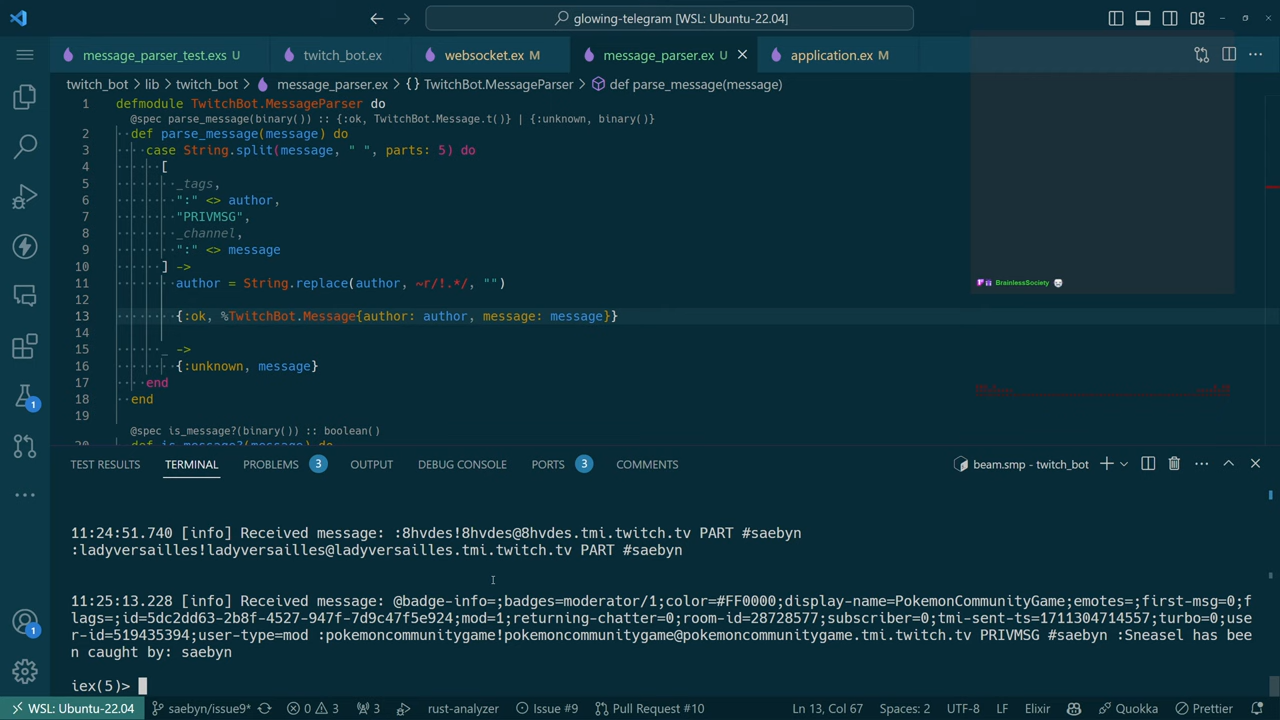 glowing-telegram [WSL: Ubuntu-22.04]
message_parser_test.exs U
twitch_bot.ex
websocket.ex M
message_parser.ex U
application.ex M
twitch_bot > lib > twitch_bot > message_parser.ex > {} TwitchBot.MessageParser > def parse_message(message)
1 defmodule TwitchBot.MessageParser do
@spec parse_message(binary()) :: {:ok, TwitchBot.Message.t()} | {:unknown, binary()}
2 def parse_message(message) do
3 case String.split(message, " ", parts: 5) do
4 [
5 _tags,
6 ":" <> author,
7 "PRIVMSG",
8 _channel,
9 ":" <> message
10 ] ->
11 author = String.replace(author, ~r/!.*/, "")
12
13 {:ok, %TwitchBot.Message{author: author, message: message}}
14
15 _ ->
16 {:unknown, message}
17 end
18 end
19
@spec is_message?(binary()) :: boolean()
20 def is_message?(message) do
BrainlessSociety
TEST RESULTS
TERMINAL
PROBLEMS 3
OUTPUT
DEBUG CONSOLE
PORTS 3
COMMENTS
beam.smp - twitch_bot
11:24:51.740 [info] Received message: :8hvdes!8hvdes@8hvdes.tmi.twitch.tv PART #saebyn
:ladyversailles!ladyversailles@ladyversailles.tmi.twitch.tv PART #saebyn
11:25:13.228 [info] Received message: @badge-info=;badges=moderator/1;color=#FF0000;display-name=PokemonCommunityGame;emotes=;first-msg=0;f
lags=;id=5dc2dd63-2b8f-4527-947f-7d9c47f5e924;mod=1;returning-chatter=0;room-id=28728577;subscriber=0;tmi-sent-ts=1711304714557;turbo=0;use
r-id=519435394;user-type=mod :pokemoncommunitygame!pokemoncommunitygame@pokemoncommunitygame.tmi.twitch.tv PRIVMSG #saebyn :Sneasel has bee
n caught by: saebyn
iex(5)>
1
1
WSL: Ubuntu-22.04
saebyn/issue9*
0
3
3
rust-analyzer
Issue #9
Pull Request #10
Ln 13, Col 67
Spaces: 2
UTF-8
LF
Elixir
Quokka
Prettier